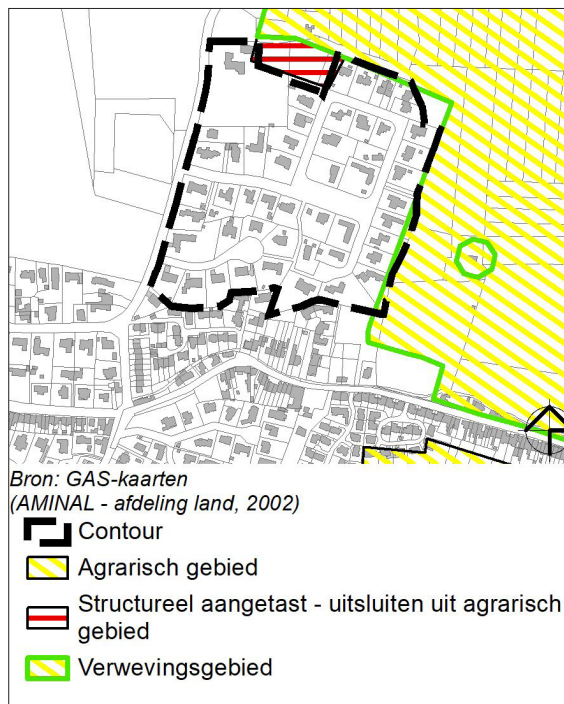 Bron: GAS-kaarten
(AMINAL - afdeling land, 2002)
Contour
Agrarisch gebied
Structureel aangetast - uitsluiten uit agrarisch
gebied
Verwevingsgebied